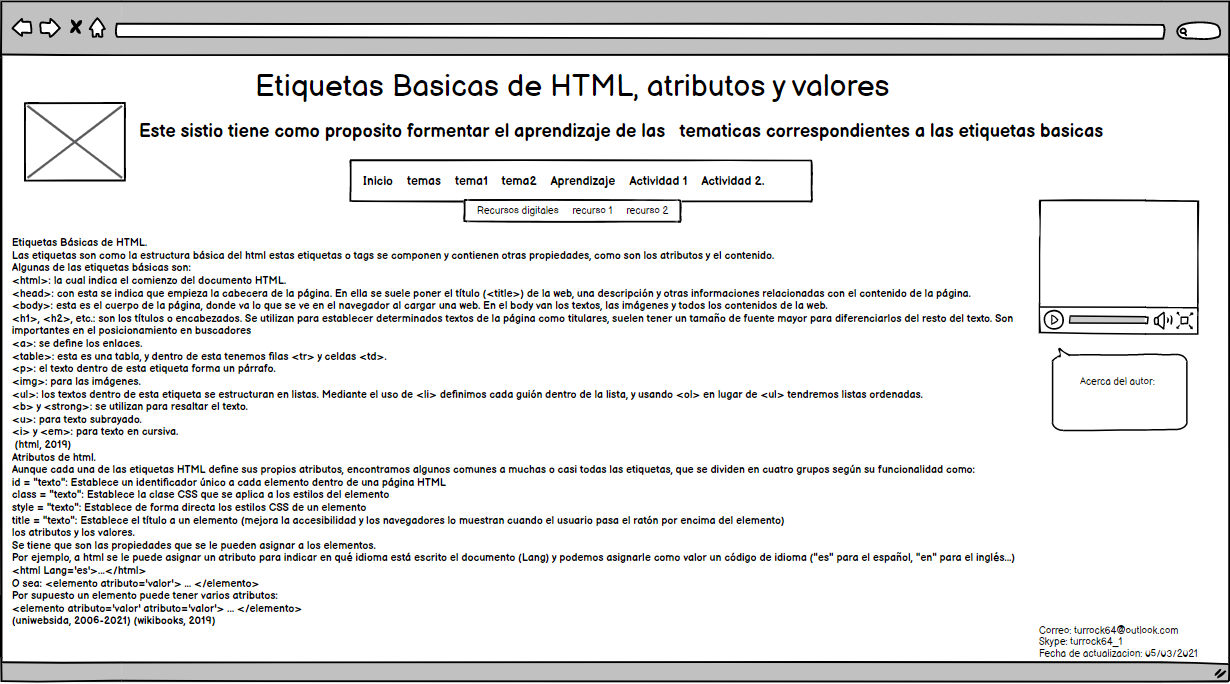 Etiquetas Basicas de HTML, atributos y valores
Este sistio tiene como proposito formentar el aprendizaje de las tematicas correspondientes a las etiquetas basicas
Inicio temas tema1 tema2 Aprendizaje Actividad 1 Actividad 2.
Recursos digitales recurso 1 recurso 2
Etiquetas Básicas de HTML.
Las etiquetas son como la estructura básica del html estas etiquetas o tags se componen y contienen otras propiedades, como son los atributos y el contenido.
Algunas de las etiquetas básicas son:
<html>: la cual indica el comienzo del documento HTML.
<head>: con esta se indica que empieza la cabecera de la página. En ella se suele poner el título (<title>) de la web, una descripción y otras informaciones relacionadas con el contenido de la página.
<body>: esta es el cuerpo de la página, donde va lo que se ve en el navegador al cargar una web. En el body van los textos, las imágenes y todos los contenidos de la web.
<h1>, <h2>, etc.: son los títulos o encabezados. Se utilizan para establecer determinados textos de la página como titulares, suelen tener un tamaño de fuente mayor para diferenciarlos del resto del texto. Son
importantes en el posicionamiento en buscadores
<a>: se define los enlaces.
<table>: esta es una tabla, y dentro de esta tenemos filas <tr> y celdas <td>.
<p>: el texto dentro de esta etiqueta forma un párrafo.
<img>: para las imágenes.
<ul>: los textos dentro de esta etiqueta se estructuran en listas. Mediante el uso de <li> definimos cada guión dentro de la lista, y usando <ol> en lugar de <ul> tendremos listas ordenadas.
<b> y <strong>: se utilizan para resaltar el texto.
<u>: para texto subrayado.
<i> y <em>: para texto en cursiva.
(html, 2019)
Atributos de html.
Aunque cada una de las etiquetas HTML define sus propios atributos, encontramos algunos comunes a muchas o casi todas las etiquetas, que se dividen en cuatro grupos según su funcionalidad como:
id = "texto": Establece un identificador único a cada elemento dentro de una página HTML
class = "texto": Establece la clase CSS que se aplica a los estilos del elemento
style = "texto": Establece de forma directa los estilos CSS de un elemento
title = "texto": Establece el título a un elemento (mejora la accesibilidad y los navegadores lo muestran cuando el usuario pasa el ratón por encima del elemento)
los atributos y los valores.
Se tiene que son las propiedades que se le pueden asignar a los elementos.
Por ejemplo, a html se le puede asignar un atributo para indicar en qué idioma está escrito el documento (Lang) y podemos asignarle como valor un código de idioma ("es" para el español, "en" para el inglés...)
<html Lang='es'>...</html>
O sea: <elemento atributo='valor'> ... </elemento>
Por supuesto un elemento puede tener varios atributos:
<elemento atributo='valor' atributo='valor'> ... </elemento>
(uniwebsida, 2006-2021) (wikibooks, 2019)
Acerca del autor:
Correo: turrock64@outlook.com
Skype: turrock64_1
Fecha de actualizacion: 05/03/2021